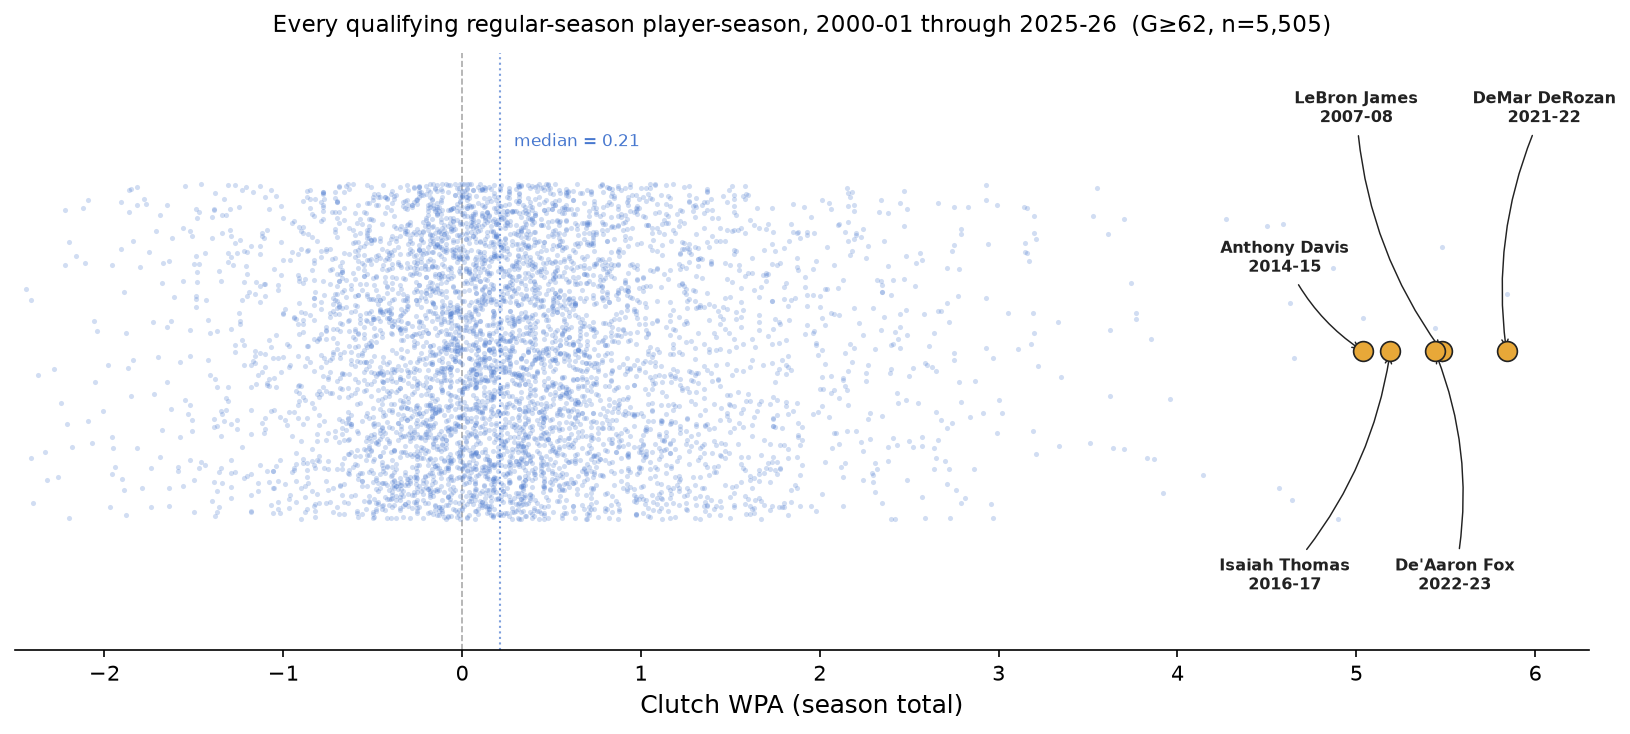 Every qualifying regular-season player-season, 2000-01 through 2025-26 (G≥62, n=5,505)
LeBron James
2007-08
DeMar DeRozan
2021-22
median = 0.21
Anthony Davis
2014-15
Isaiah Thomas
2016-17
De'Aaron Fox
2022-23
−2 −1 0 1 2 3 4 5 6
Clutch WPA (season total)